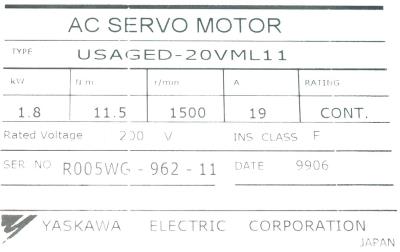 AC SERVO MOTOR
TYPE USAGED-20VML11
kW N·m r/min A RATING
1.8 11.5 1500 19 CONT.
Rated Voltage 200 V INS CLASS F
SER NO R005WG - 962 - 11 DATE 9906
YASKAWA ELECTRIC CORPORATION
JAPAN